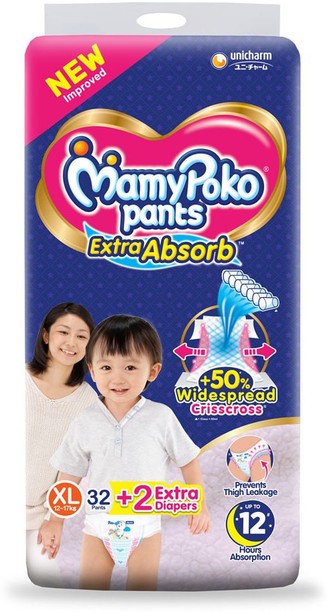 NEW
Improved
unicharm
ユニ・チャーム
MamyPoko
pants
Extra Absorb™
+50%
Widespread
Crisscross
Prevents
Thigh Leakage
XL
12-17kg
32
Pants
+2 Extra
Diapers
UP TO
12
Hours
Absorption